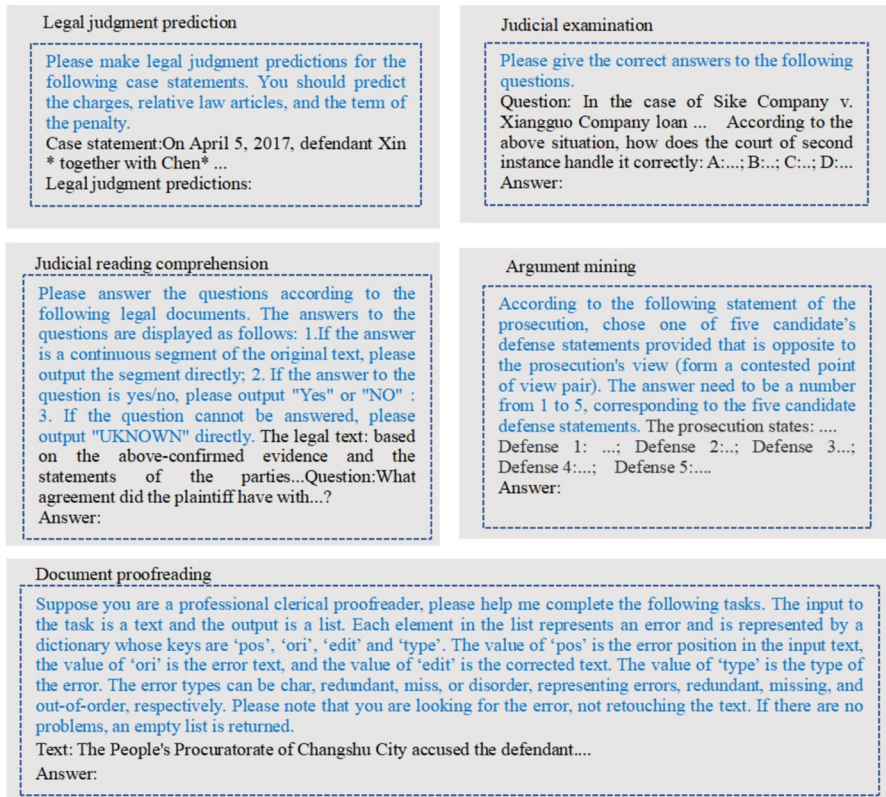 Legal judgment prediction
Please make legal judgment predictions for the
following case statements. You should predict
the charges, relative law articles, and the term of
the penalty.
Case statement:On April 5, 2017, defendant Xin
* together with Chen* ...
Legal judgment predictions:
Judicial examination
Please give the correct answers to the following
questions.
Question: In the case of Sike Company v.
Xiangguo Company loan ... According to the
above situation, how does the court of second
instance handle it correctly: A:...; B:..; C:..; D:...
Answer:
Judicial reading comprehension
Please answer the questions according to the
following legal documents. The answers to the
questions are displayed as follows: 1.If the answer
is a continuous segment of the original text, please
output the segment directly; 2. If the answer to the
question is yes/no, please output "Yes" or "NO" :
3. If the question cannot be answered, please
output "UKNOWN" directly. The legal text: based
on the above-confirmed evidence and the
statements of the parties...Question:What
agreement did the plaintiff have with...?
Answer:
Argument mining
According to the following statement of the
prosecution, chose one of five candidate's
defense statements provided that is opposite to
the prosecution's view (form a contested point
of view pair). The answer need to be a number
from 1 to 5, corresponding to the five candidate
defense statements. The prosecution states: ....
Defense 1: ...; Defense 2:..; Defense 3...;
Defense 4:...; Defense 5:....
Answer:
Document proofreading
Suppose you are a professional clerical proofreader, please help me complete the following tasks. The input to
the task is a text and the output is a list. Each element in the list represents an error and is represented by a
dictionary whose keys are ‘pos’, ‘ori’, ‘edit’ and ‘type’. The value of ‘pos’ is the error position in the input text,
the value of ‘ori’ is the error text, and the value of ‘edit’ is the corrected text. The value of ‘type’ is the type of
the error. The error types can be char, redundant, miss, or disorder, representing errors, redundant, missing, and
out-of-order, respectively. Please note that you are looking for the error, not retouching the text. If there are no
problems, an empty list is returned.
Text: The People's Procuratorate of Changshu City accused the defendant....
Answer: